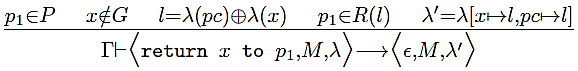 p₁∈P x∉G l=λ(pc)⊕λ(x) p₁∈R(l) λ′=λ[x↦l,pc↦l]
Γ⊢⟨return x to p₁,M,λ⟩⟶⟨ϵ,M,λ′⟩